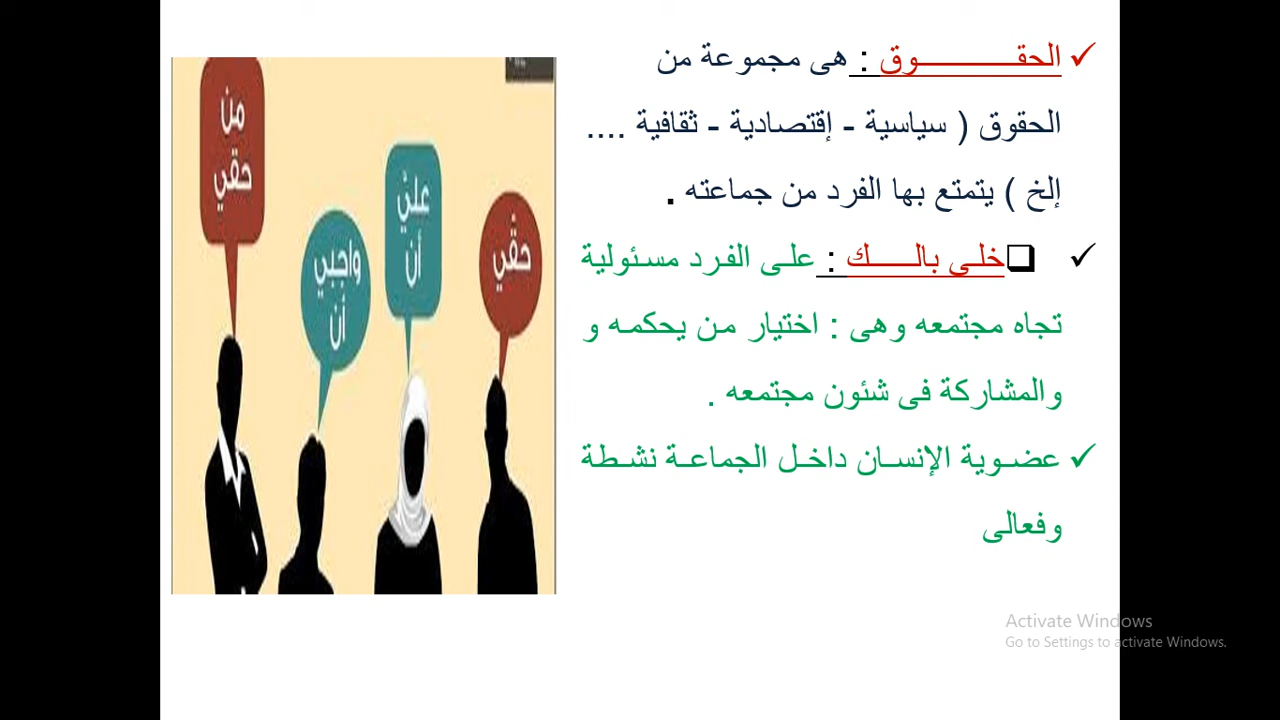 الحقوق : هى مجموعة من
الحقوق ( سياسية - إقتصادية - ثقافية ....
إلخ ) يتمتع بها الفرد من جماعته .
خلى بالك : على الفرد مسئولية
تجاه مجتمعه وهى : اختيار من يحكمه و
والمشاركة فى شئون مجتمعه .
عضوية الإنسان داخل الجماعة نشطة
وفعالى
حقي
عليَّ
أن
واجبي
أن
من
حقي
Activate Windows
Go to Settings to activate Windows.